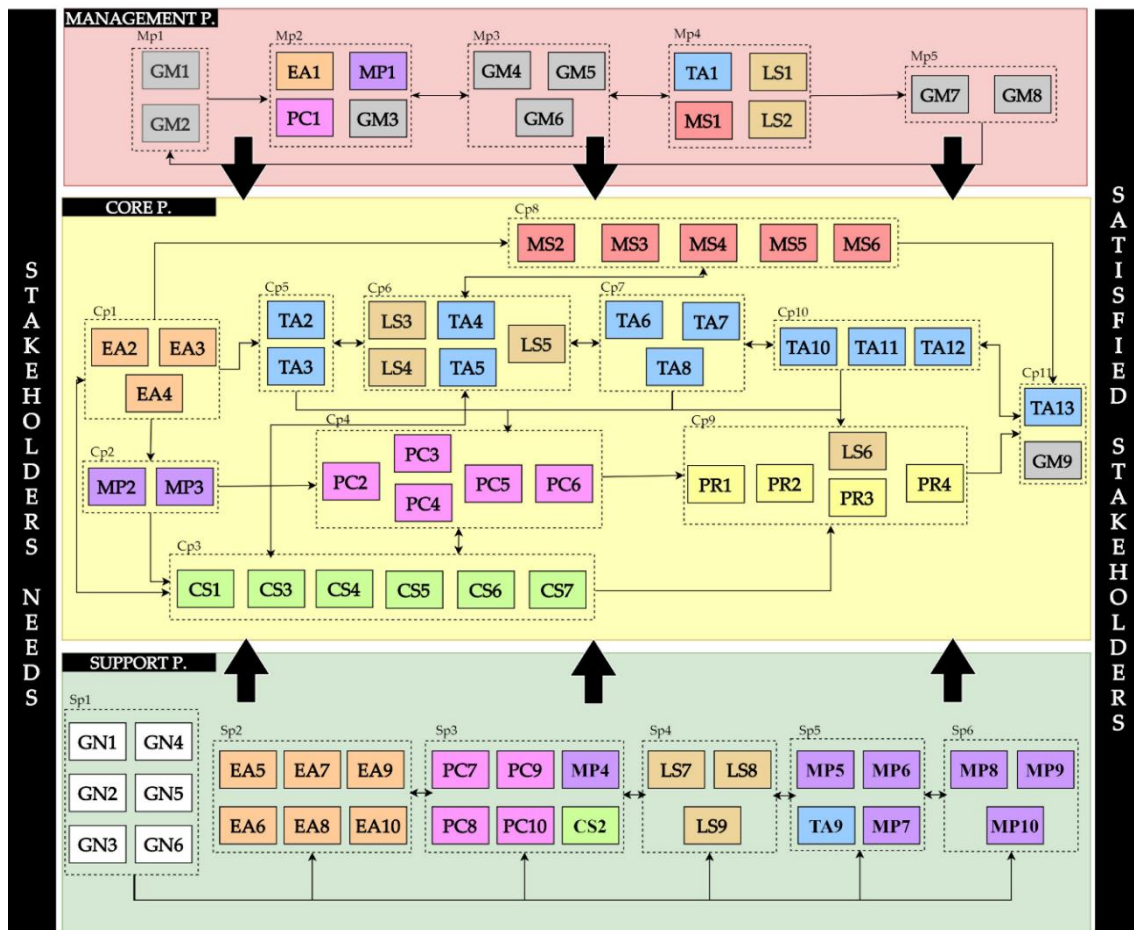 MANAGEMENT P.
Mp1
Mp2
Mp3
Mp4
Mp5
GM1
GM2
EA1
MP1
PC1
GM3
GM4
GM5
GM6
TA1
LS1
MS1
LS2
GM7
GM8
CORE P.
Cp8
MS2
MS3
MS4
MS5
MS6
Cp1
EA2
EA3
EA4
Cp5
TA2
TA3
Cp6
LS3
TA4
LS5
LS4
TA5
Cp7
TA6
TA7
TA8
Cp10
TA10
TA11
TA12
Cp11
TA13
GM9
Cp2
MP2
MP3
Cp4
PC3
PC2
PC5
PC6
PC4
Cp9
LS6
PR1
PR2
PR3
PR4
Cp3
CS1
CS3
CS4
CS5
CS6
CS7
SUPPORT P.
Sp1
GN1
GN4
GN2
GN5
GN3
GN6
Sp2
EA5
EA7
EA9
EA6
EA8
EA10
Sp3
PC7
PC9
MP4
PC8
PC10
CS2
Sp4
LS7
LS8
LS9
Sp5
MP5
MP6
TA9
MP7
Sp6
MP8
MP9
MP10
STAKEHOLDERS NEEDS
SATISFIED STAKEHOLDERS